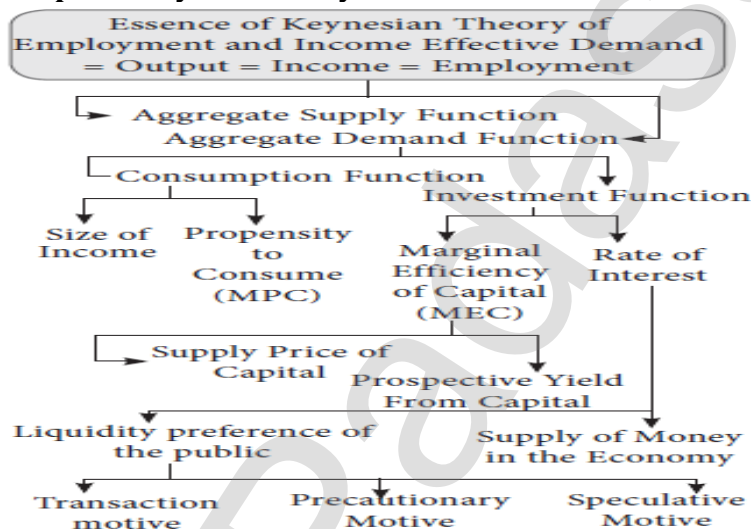 Essence of Keynesian Theory of
Employment and Income Effective Demand
= Output = Income = Employment
Aggregate Supply Function
Aggregate Demand Function
Consumption Function
Investment Function
Size of
Income
Propensity
to
Consume
(MPC)
Marginal
Efficiency
of Capital
(MEC)
Rate of
Interest
Supply Price of
Capital
Prospective Yield
From Capital
Liquidity preference of
the public
Supply of Money
in the Economy
Transaction
motive
Precautionary
Motive
Speculative
Motive